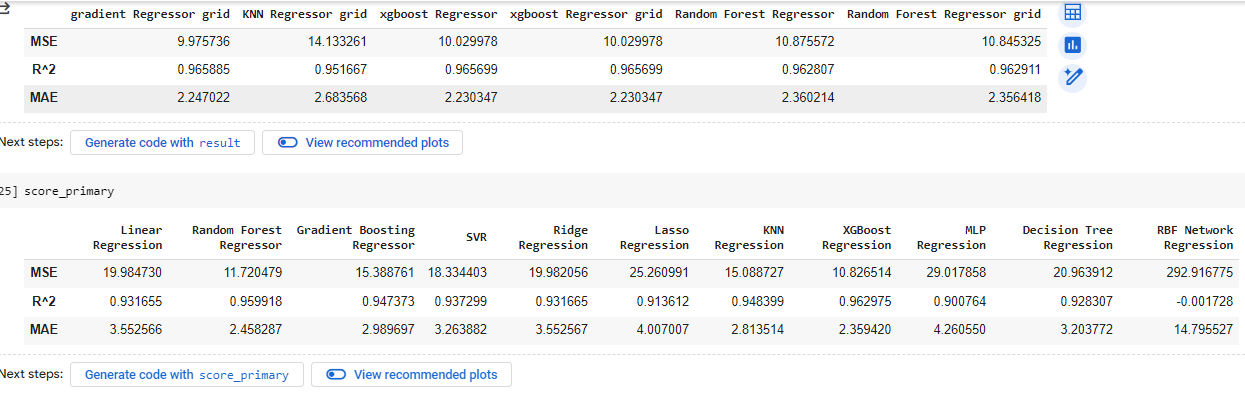 gradient Regressor grid KNN Regressor grid xgboost Regressor xgboost Regressor grid Random Forest Regressor Random Forest Regressor grid
MSE 9.975736 14.133261 10.029978 10.029978 10.875572 10.845325
R^2 0.965885 0.951667 0.965699 0.965699 0.962807 0.962911
MAE 2.247022 2.683568 2.230347 2.230347 2.360214 2.356418
Next steps: Generate code with result View recommended plots
25] score_primary
Linear Random Forest Gradient Boosting SVR Ridge Lasso KNN XGBoost MLP Decision Tree RBF Network
Regression Regressor Regressor Regression Regression Regression Regression Regression Regression Regression
MSE 19.984730 11.720479 15.388761 18.334403 19.982056 25.260991 15.088727 10.826514 29.017858 20.963912 292.916775
R^2 0.931655 0.959918 0.947373 0.937299 0.931665 0.913612 0.948399 0.962975 0.900764 0.928307 -0.001728
MAE 3.552566 2.458287 2.989697 3.263882 3.552567 4.007007 2.813514 2.359420 4.260550 3.203772 14.795527
Next steps: Generate code with score_primary View recommended plots